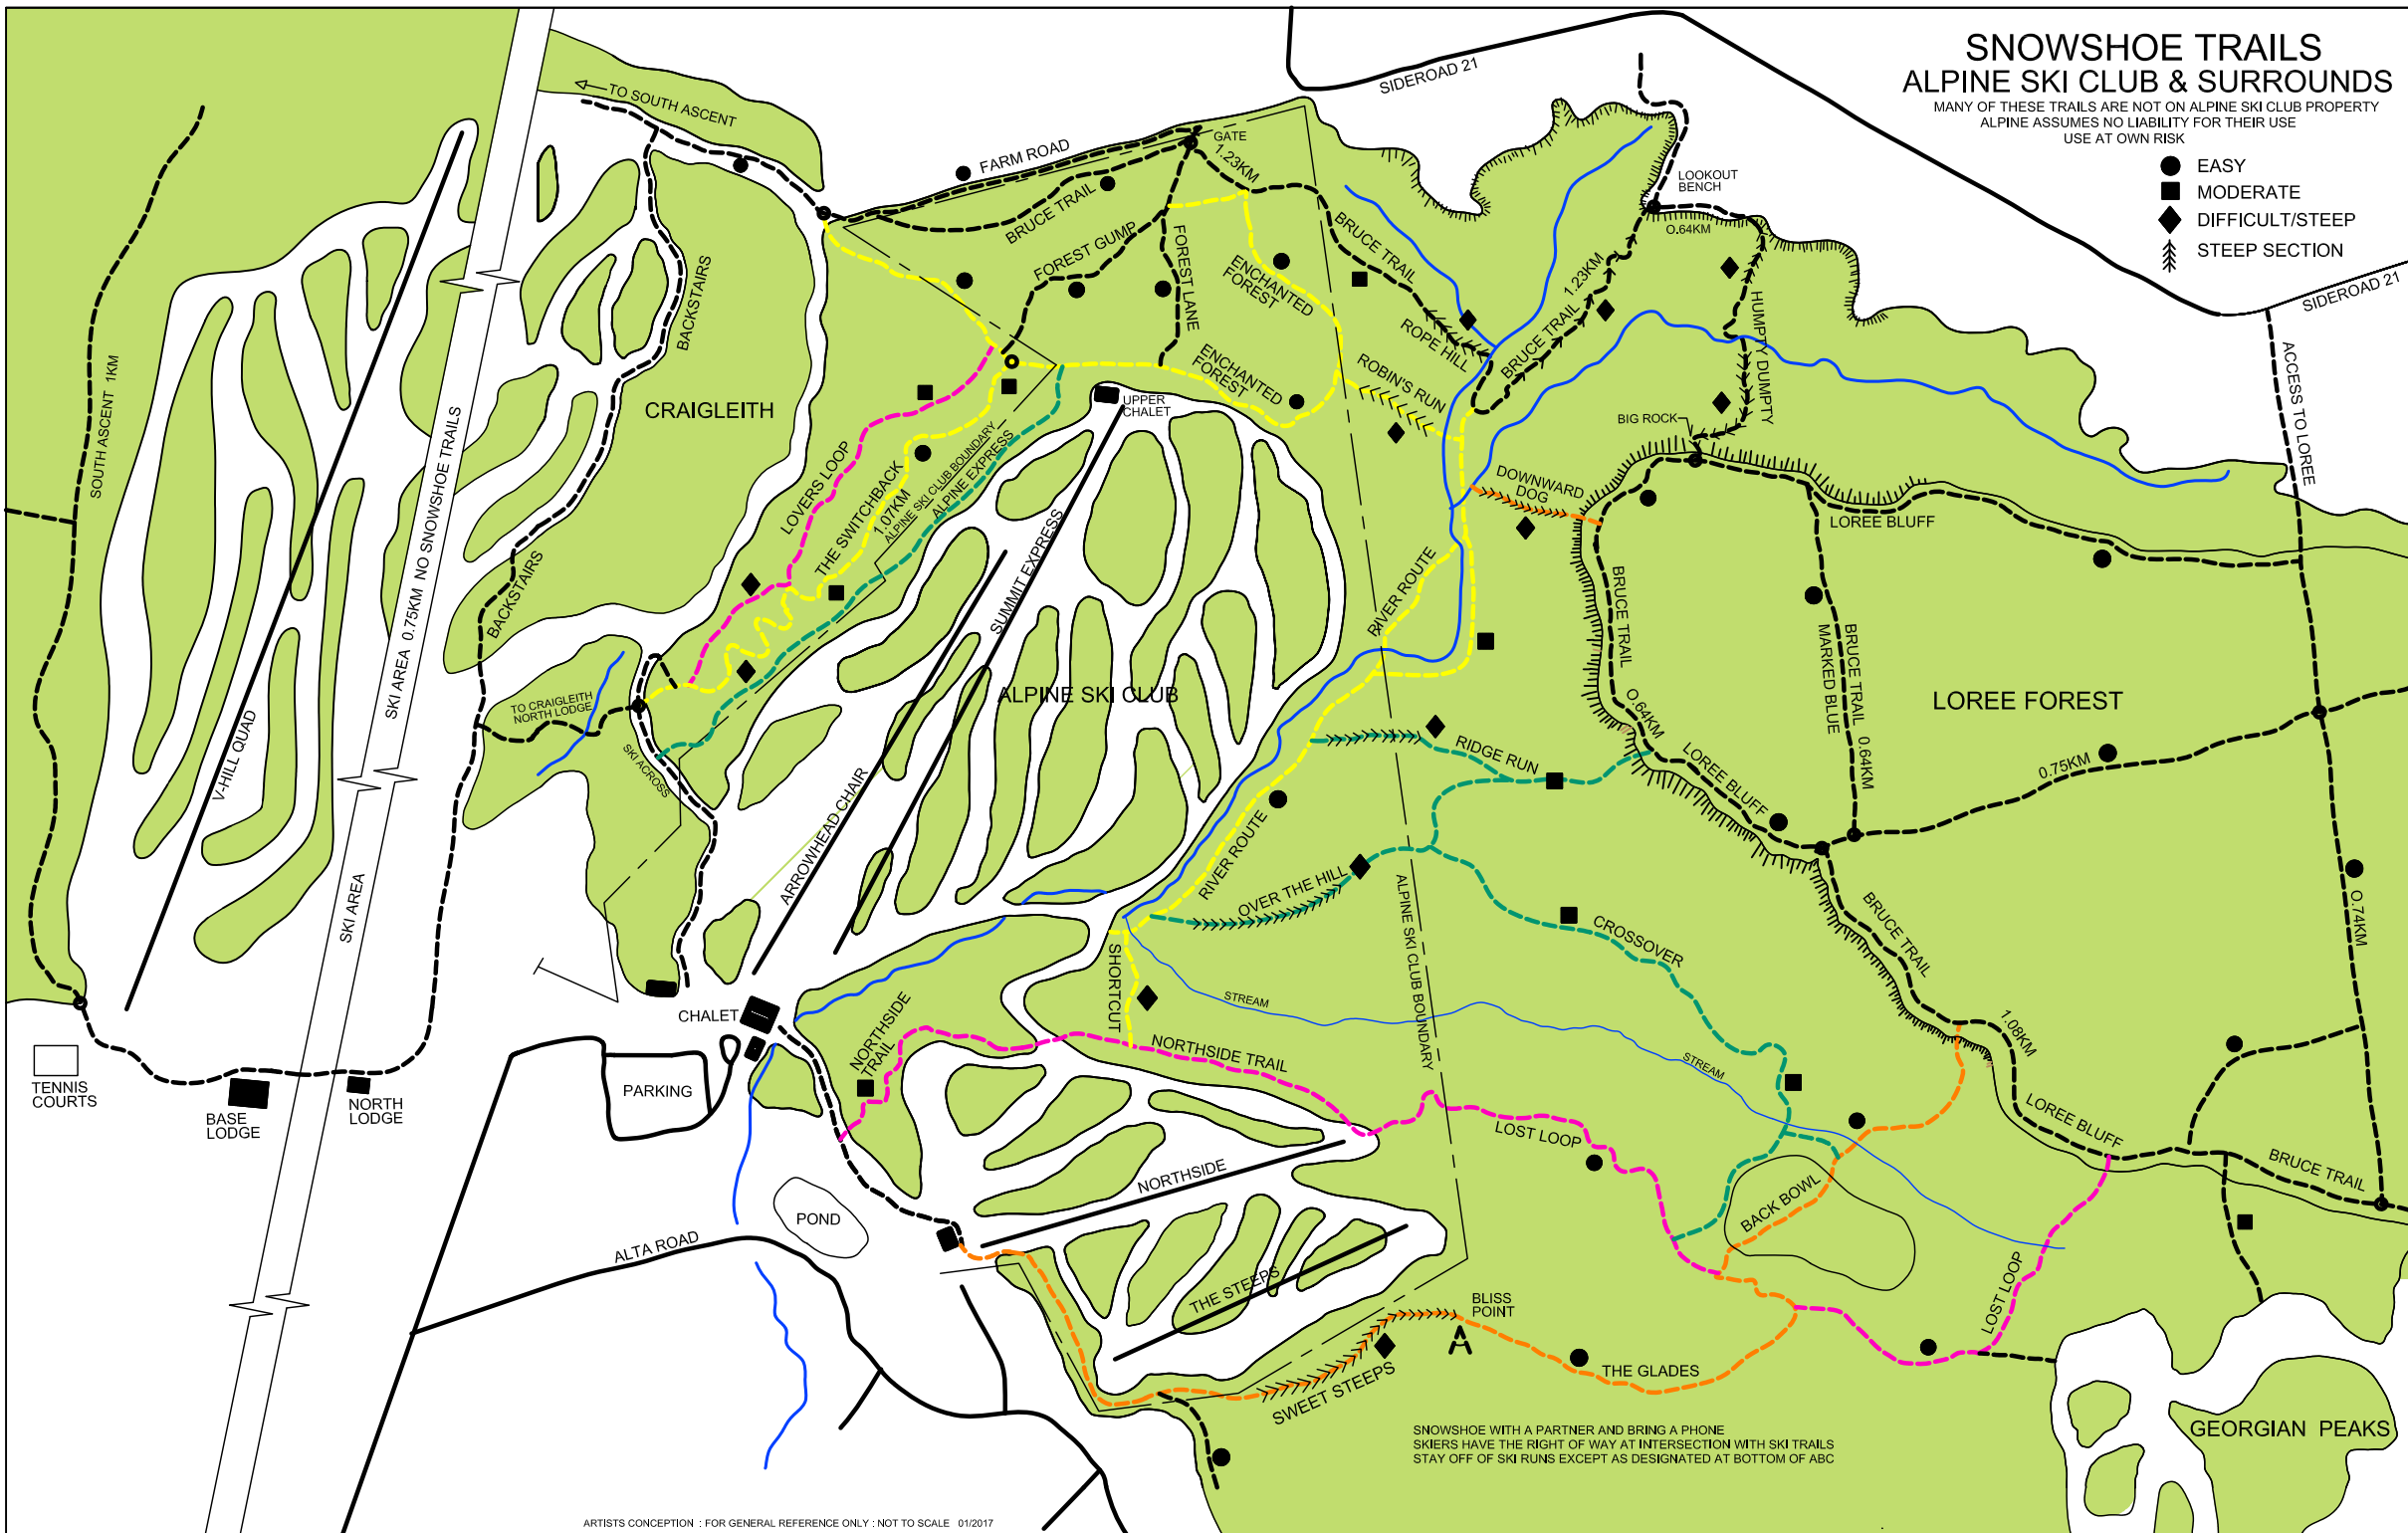 SNOWSHOE TRAILS
ALPINE SKI CLUB & SURROUNDS
MANY OF THESE TRAILS ARE NOT ON ALPINE SKI CLUB PROPERTY
ALPINE ASSUMES NO LIABILITY FOR THEIR USE
USE AT OWN RISK
EASY
MODERATE
DIFFICULT/STEEP
STEEP SECTION
SIDEROAD 21
SIDEROAD 21
TO SOUTH ASCENT
FARM ROAD
GATE
1.23KM
BRUCE TRAIL
FOREST GUMP
FOREST LANE
ENCHANTED
FOREST
ENCHANTED
FOREST
BRUCE TRAIL
ROPE HILL
ROBIN'S RUN
BRUCE TRAIL
1.23KM
LOOKOUT
BENCH
0.64KM
HUMPTY DUMPTY
BIG ROCK
ACCESS TO LOREE
SOUTH ASCENT 1KM
SKI AREA 0.75KM NO SNOWSHOE TRAILS
BACKSTAIRS
BACKSTAIRS
CRAIGLEITH
UPPER
CHALET
LOVERS LOOP
THE SWITCHBACK
1.07KM
ALPINE SKI CLUB BOUNDARY
ALPINE EXPRESS
SUMMIT EXPRESS
DOWNWARD
DOG
LOREE BLUFF
RIVER ROUTE
BRUCE TRAIL
MARKED BLUE
BRUCE TRAIL 0.64KM
LOREE FOREST
ALPINE SKI CLUB
TO CRAIGLEITH
NORTH LODGE
SKI ACROSS
V-HILL QUAD
ARROWHEAD CHAIR
0.64KM
LOREE BLUFF
RIDGE RUN
0.75KM
RIVER ROUTE
OVER THE HILL
ALPINE SKI CLUB BOUNDARY
CROSSOVER
BRUCE TRAIL
0.74KM
SKI AREA
SHORTCUT
STREAM
STREAM
CHALET
NORTHSIDE
TRAIL
NORTHSIDE TRAIL
1.08KM
PARKING
TENNIS
COURTS
BASE
LODGE
NORTH
LODGE
LOST LOOP
LOREE BLUFF
BRUCE TRAIL
NORTHSIDE
BACK BOWL
POND
ALTA ROAD
THE STEEPS
LOST LOOP
BLISS
POINT
THE GLADES
SWEET STEEPS
GEORGIAN PEAKS
SNOWSHOE WITH A PARTNER AND BRING A PHONE
SKIERS HAVE THE RIGHT OF WAY AT INTERSECTION WITH SKI TRAILS
STAY OFF OF SKI RUNS EXCEPT AS DESIGNATED AT BOTTOM OF ABC
ARTISTS CONCEPTION : FOR GENERAL REFERENCE ONLY : NOT TO SCALE 01/2017